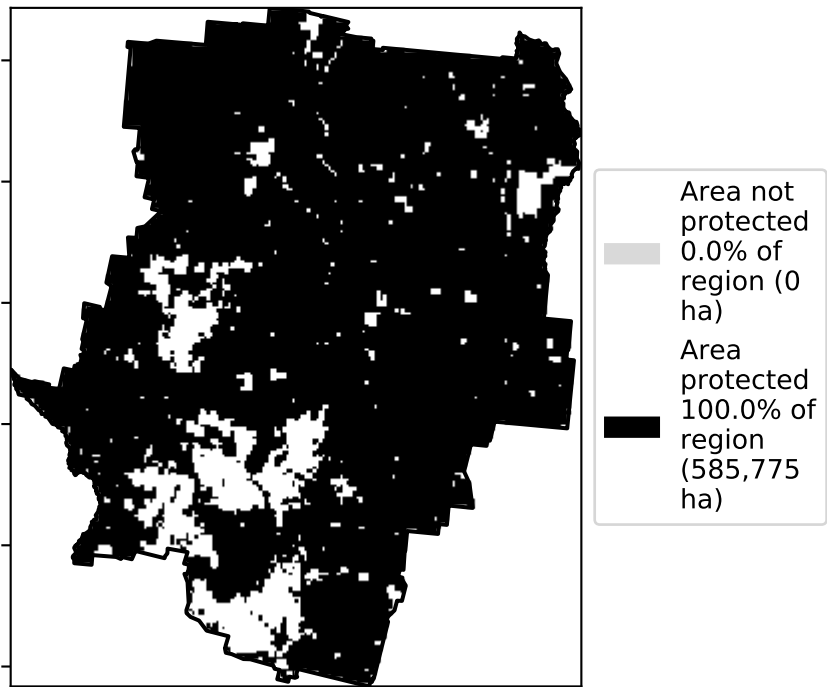 Area not
protected
0.0% of
region (0
ha)
Area
protected
100.0% of
region
(585,775
ha)